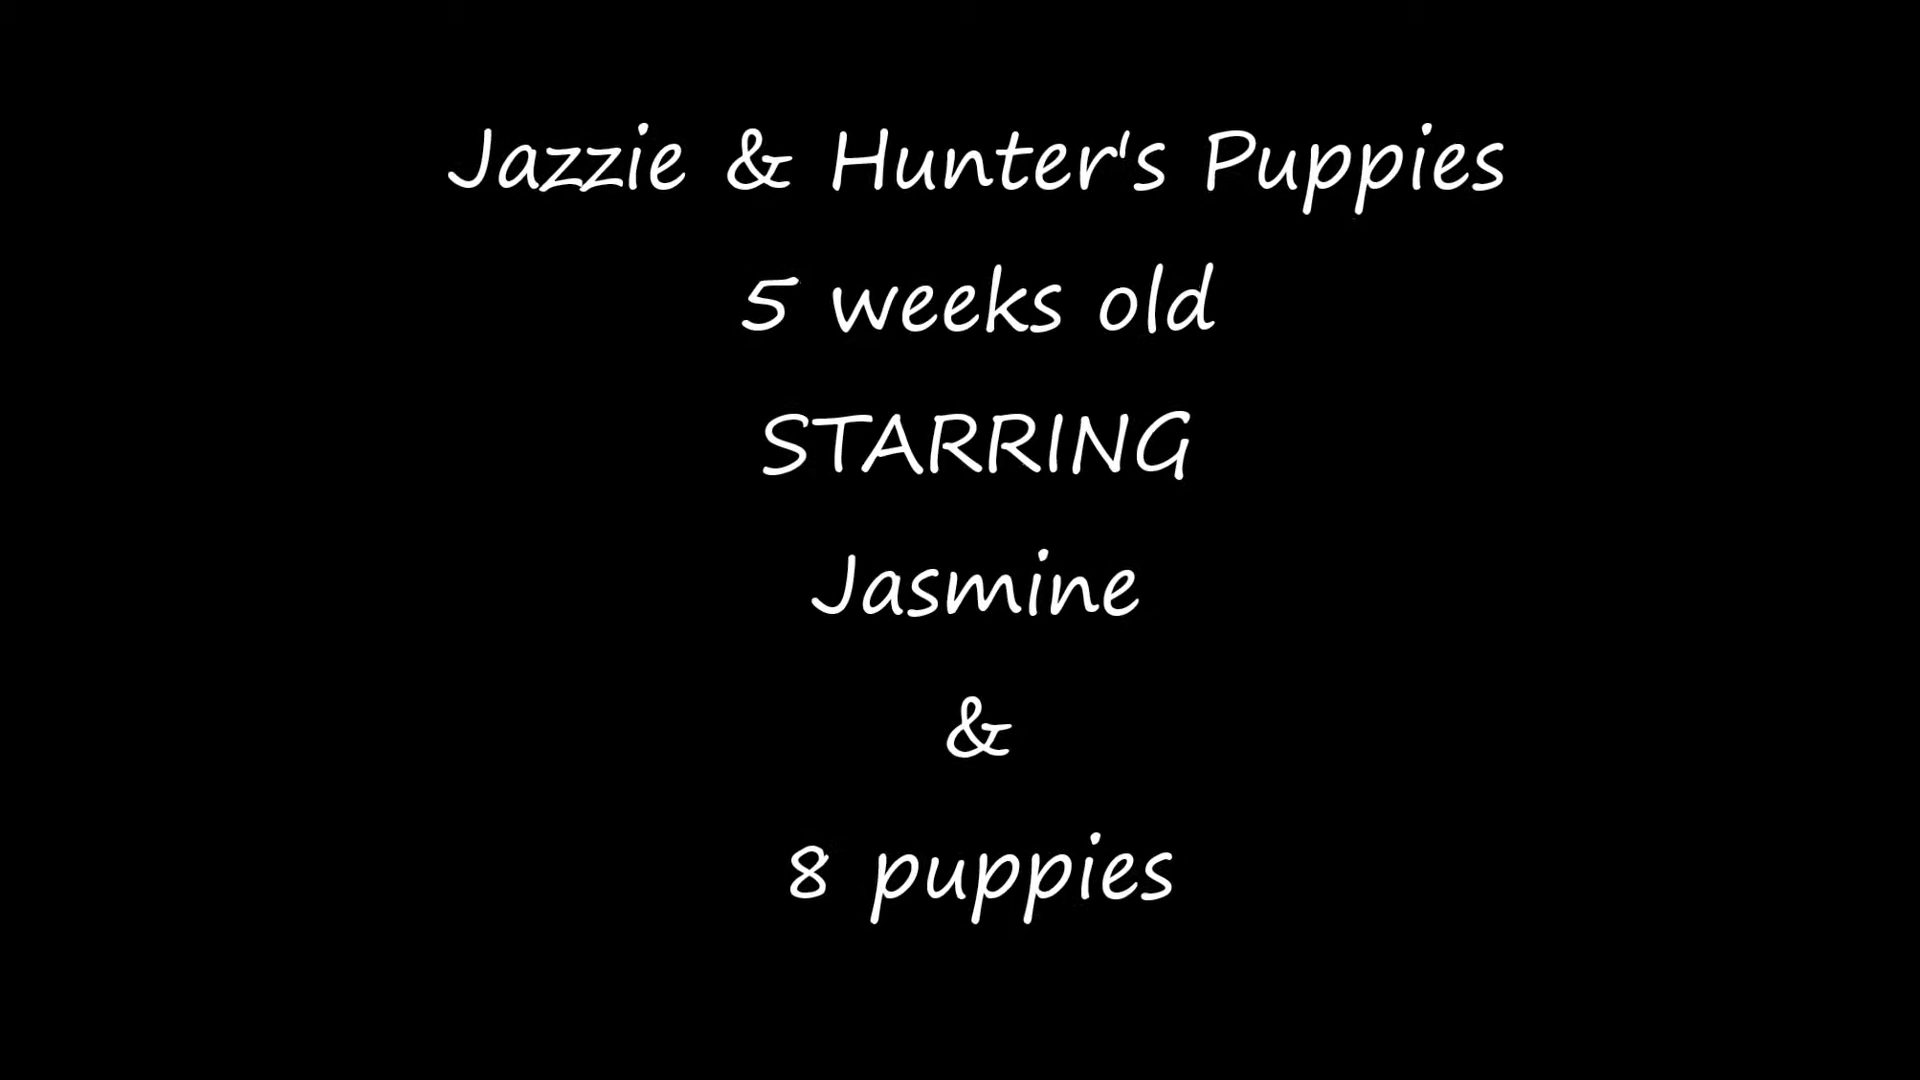 Jazzie & Hunter's Puppies
5 weeks old
STARRING
Jasmine
&
8 puppies